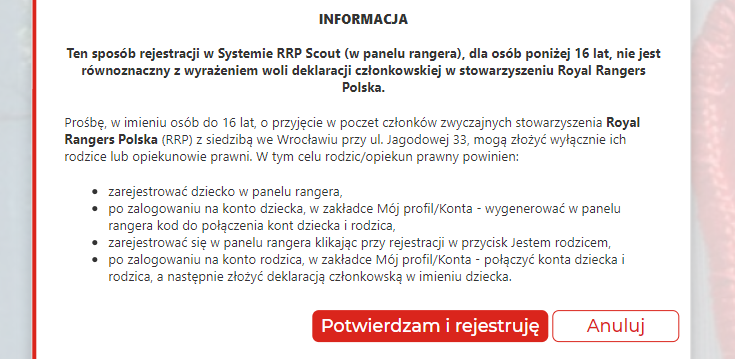 INFORMACJA
Ten sposób rejestracji w Systemie RRP Scout (w panelu rangera), dla osób poniżej 16 lat, nie jest
równoznaczny z wyrażeniem woli deklaracji członkowskiej w stowarzyszeniu Royal Rangers
Polska.
Prośbę, w imieniu osób do 16 lat, o przyjęcie w poczet członków zwyczajnych stowarzyszenia Royal
Rangers Polska (RRP) z siedzibą we Wrocławiu przy ul. Jagodowej 33, mogą złożyć wyłącznie ich
rodzice lub opiekunowie prawni. W tym celu rodzic/opiekun prawny powinien:
• zarejestrować dziecko w panelu rangera,
• po zalogowaniu na konto dziecka, w zakładce Mój profil/Konta - wygenerować w panelu
rangera kod do połączenia kont dziecka i rodzica,
• zarejestrować się w panelu rangera klikając przy rejestracji w przycisk Jestem rodzicem,
• po zalogowaniu na konto rodzica, w zakładce Mój profil/Konta - połączyć konta dziecka i
rodzica, a następnie złożyć deklaracją członkowską w imieniu dziecka.
Potwierdzam i rejestruję Anuluj